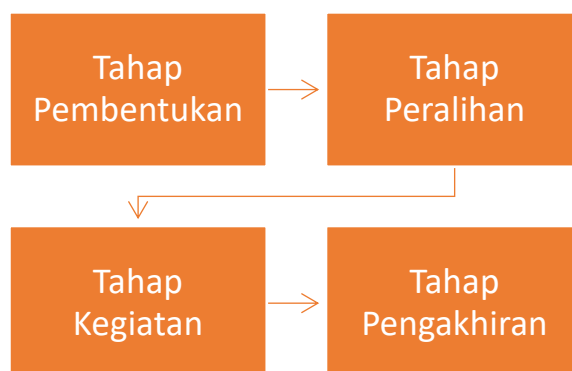 Tahap
Pembentukan
Tahap
Peralihan
Tahap
Kegiatan
Tahap
Pengakhiran